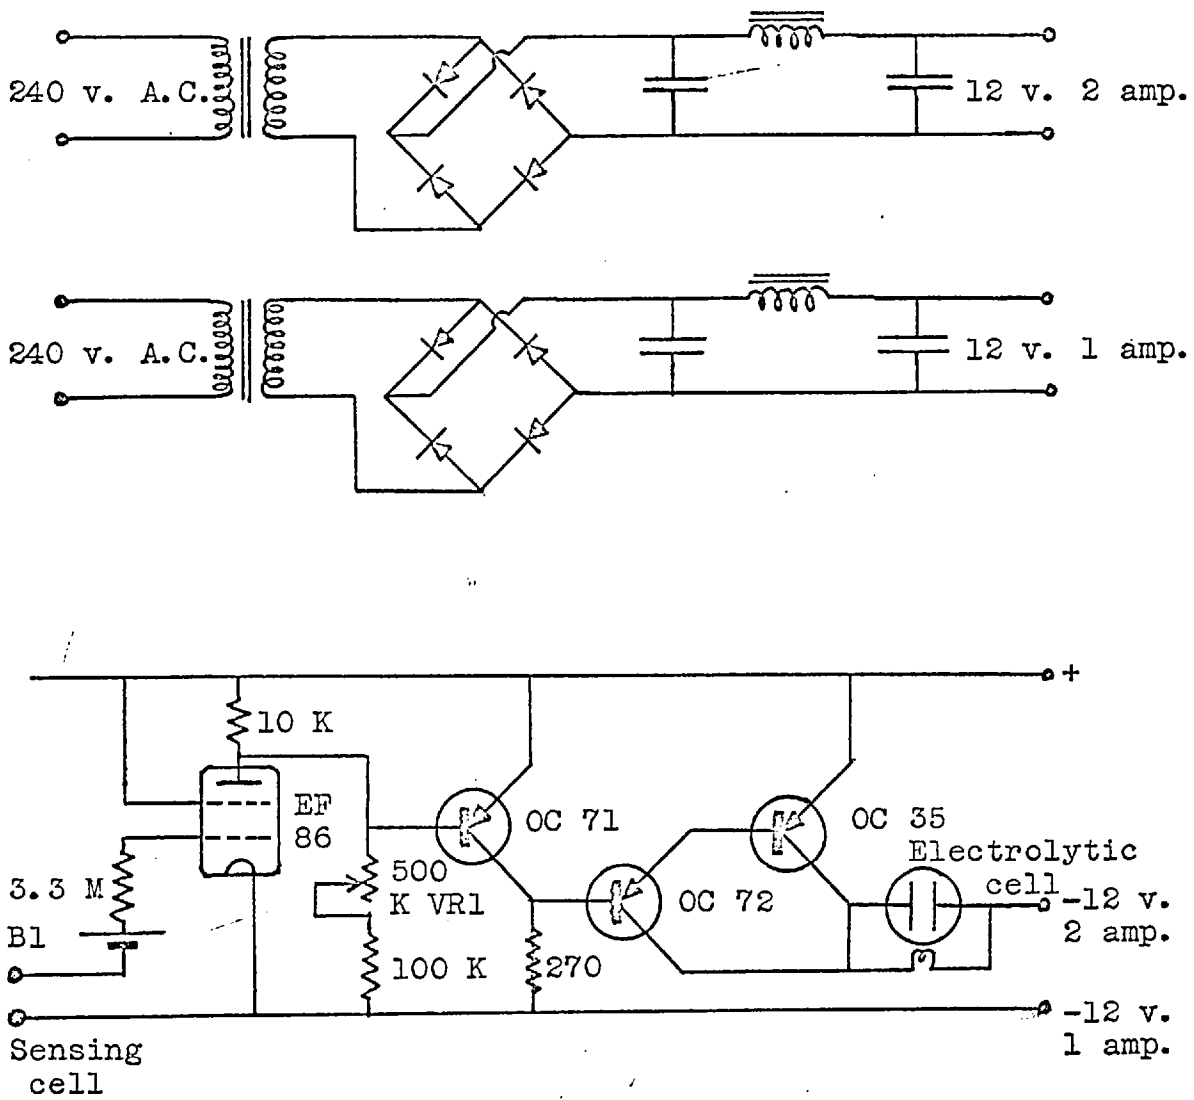 240 v. A.C.
12 v. 2 amp.
240 v. A.C.
12 v. 1 amp.
+
10 K
EF
86
OC 71
OC 35
Electrolytic
cell
3.3 M
500
K VR1
OC 72
-12 v.
2 amp.
B1
100 K
270
-12 v.
1 amp.
Sensing
cell